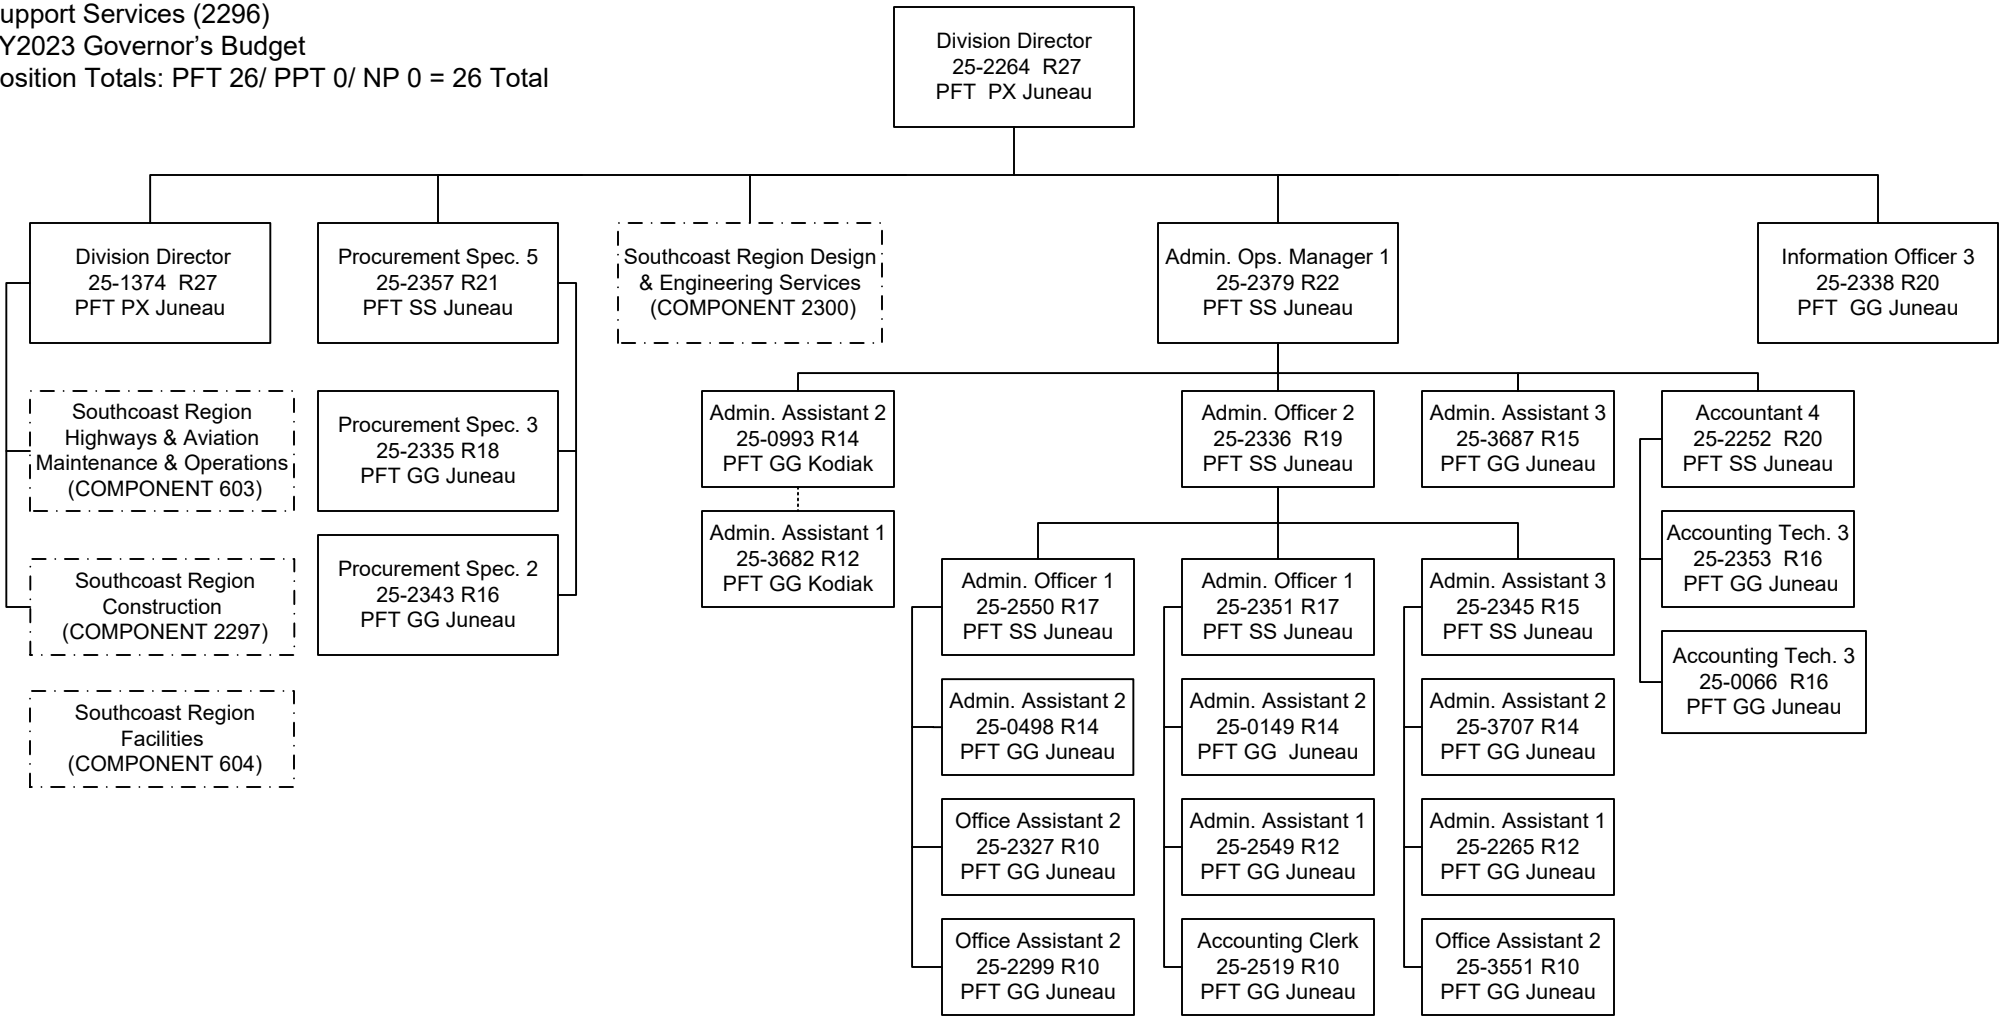 upport Services (2296)
Y2023 Governor’s Budget
osition Totals: PFT 26/ PPT 0/ NP 0 = 26 Total
Division Director
25-2264 R27
PFT PX Juneau
Division Director
25-1374 R27
PFT PX Juneau
Procurement Spec. 5
25-2357 R21
PFT SS Juneau
Southcoast Region Design
& Engineering Services
(COMPONENT 2300)
Admin. Ops. Manager 1
25-2379 R22
PFT SS Juneau
Information Officer 3
25-2338 R20
PFT GG Juneau
Southcoast Region
Highways & Aviation
Maintenance & Operations
(COMPONENT 603)
Procurement Spec. 3
25-2335 R18
PFT GG Juneau
Southcoast Region
Construction
(COMPONENT 2297)
Procurement Spec. 2
25-2343 R16
PFT GG Juneau
Southcoast Region
Facilities
(COMPONENT 604)
Admin. Assistant 2
25-0993 R14
PFT GG Kodiak
Admin. Assistant 1
25-3682 R12
PFT GG Kodiak
Admin. Officer 2
25-2336 R19
PFT SS Juneau
Admin. Assistant 3
25-3687 R15
PFT GG Juneau
Accountant 4
25-2252 R20
PFT SS Juneau
Accounting Tech. 3
25-2353 R16
PFT GG Juneau
Accounting Tech. 3
25-0066 R16
PFT GG Juneau
Admin. Officer 1
25-2550 R17
PFT SS Juneau
Admin. Assistant 2
25-0498 R14
PFT GG Juneau
Office Assistant 2
25-2327 R10
PFT GG Juneau
Office Assistant 2
25-2299 R10
PFT GG Juneau
Admin. Officer 1
25-2351 R17
PFT SS Juneau
Admin. Assistant 2
25-0149 R14
PFT GG Juneau
Admin. Assistant 1
25-2549 R12
PFT GG Juneau
Accounting Clerk
25-2519 R10
PFT GG Juneau
Admin. Assistant 3
25-2345 R15
PFT SS Juneau
Admin. Assistant 2
25-3707 R14
PFT GG Juneau
Admin. Assistant 1
25-2265 R12
PFT GG Juneau
Office Assistant 2
25-3551 R10
PFT GG Juneau